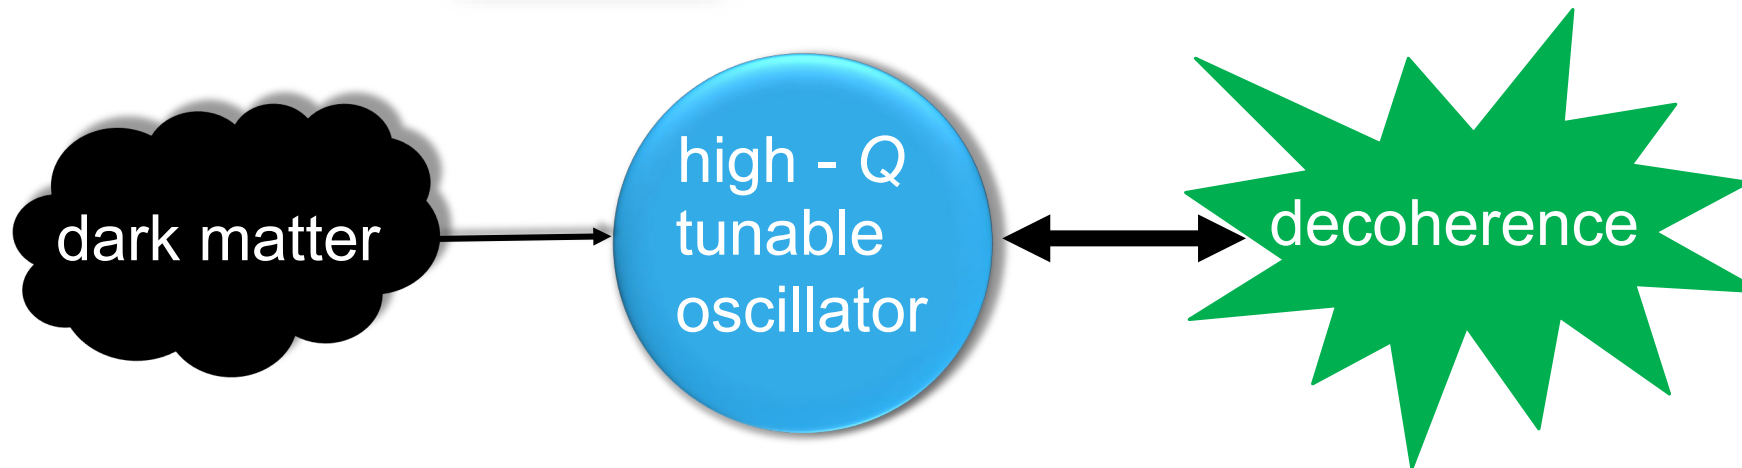 dark matter
high - Q
tunable
oscillator
decoherence